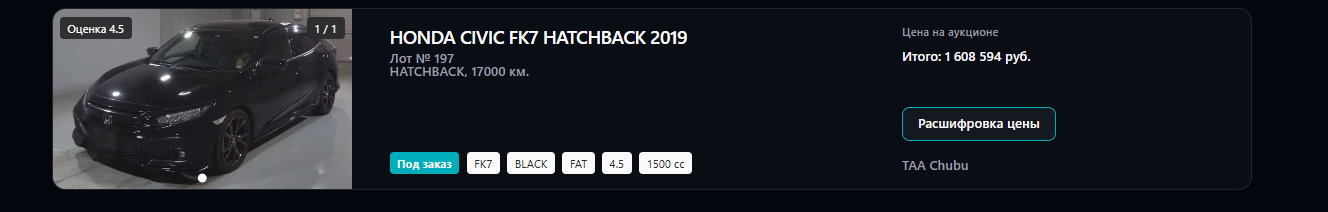 Оценка 4.5
1 / 1
HONDA CIVIC FK7 HATCHBACK 2019
Лот № 197
HATCHBACK, 17000 км.
Под заказ
FK7
BLACK
FAT
4.5
1500 cc
Цена на аукционе
Итого: 1 608 594 руб.
Расшифровка цены
TAA Chubu